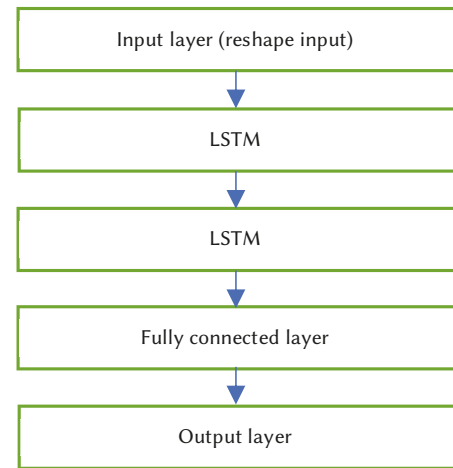 Input layer (reshape input)
LSTM
LSTM
Fully connected layer
Output layer